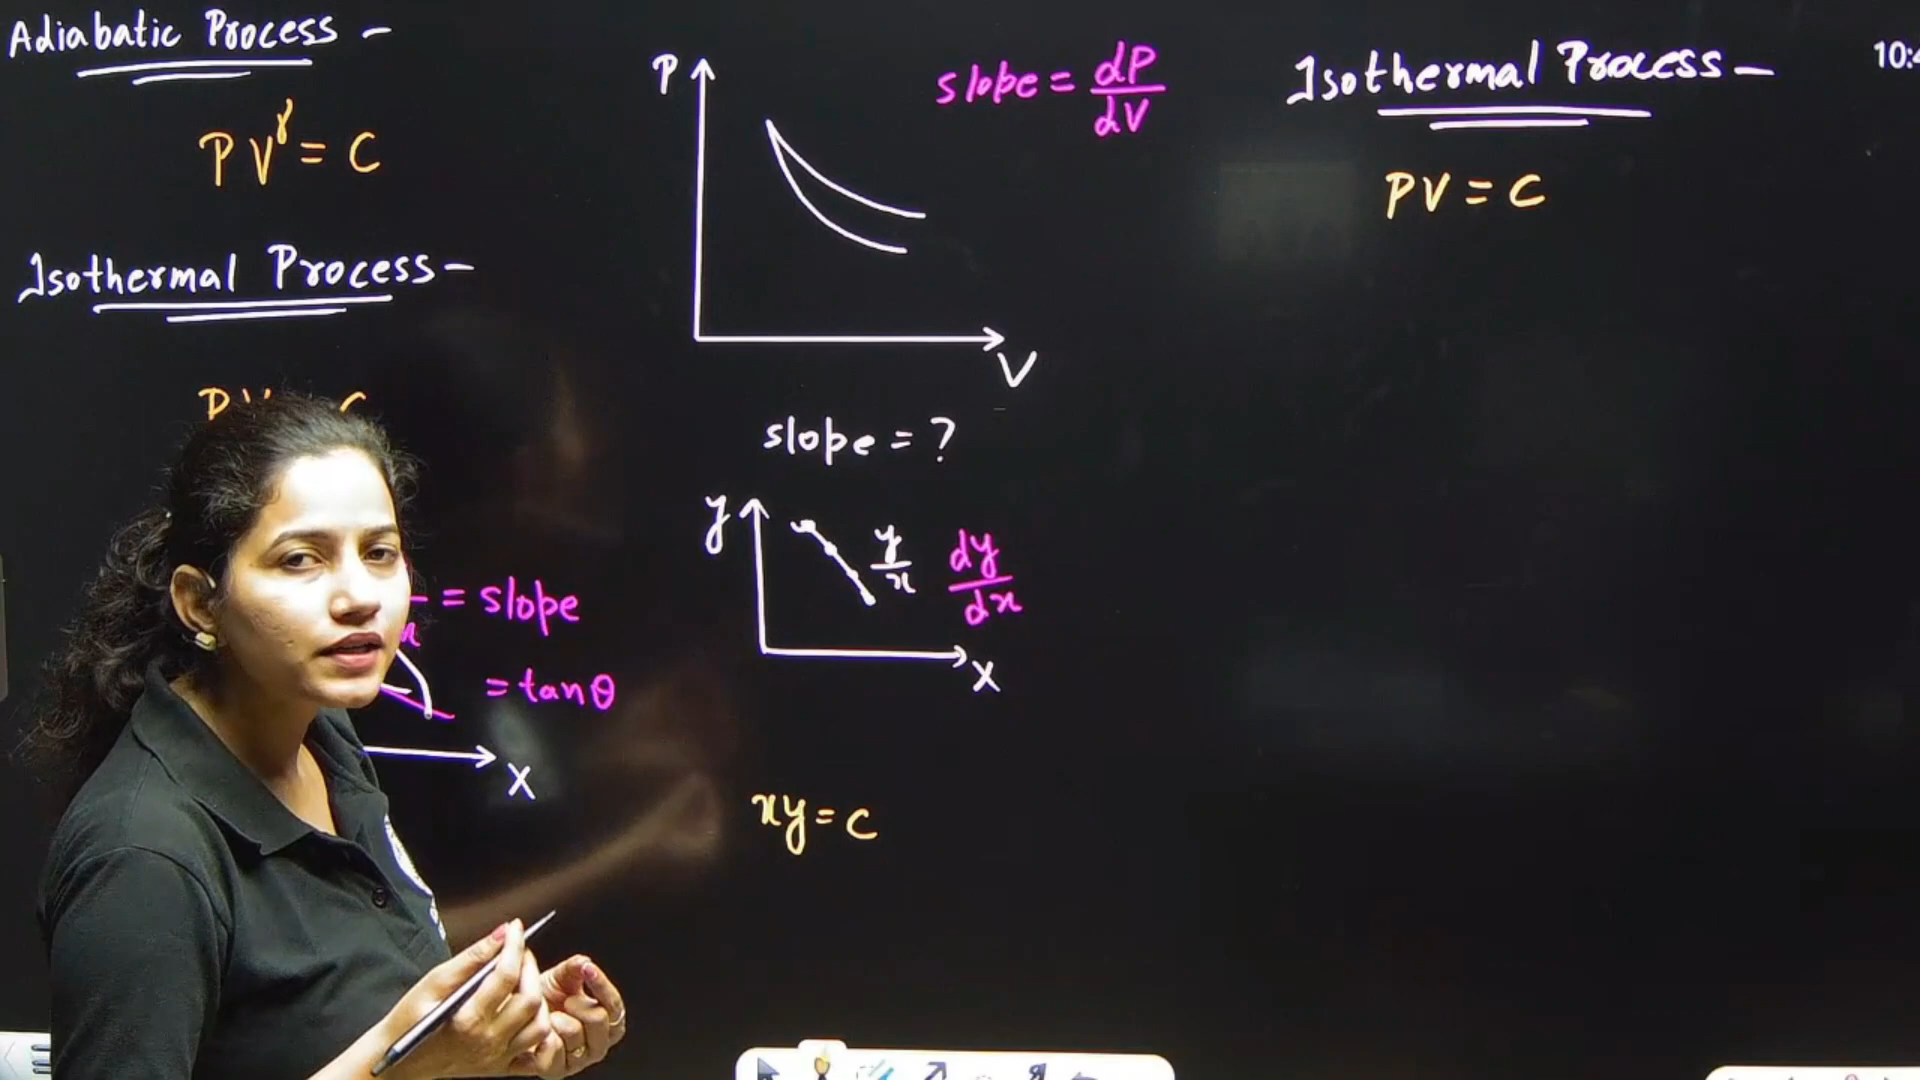 Adiabatic Process -
PV^γ = C
Isothermal Process -
= slope
= tanθ
X
P
V
slope = dP/dV
slope = ?
y
y/x
dy/dx
X
xy = c
Isothermal Process -
PV = C